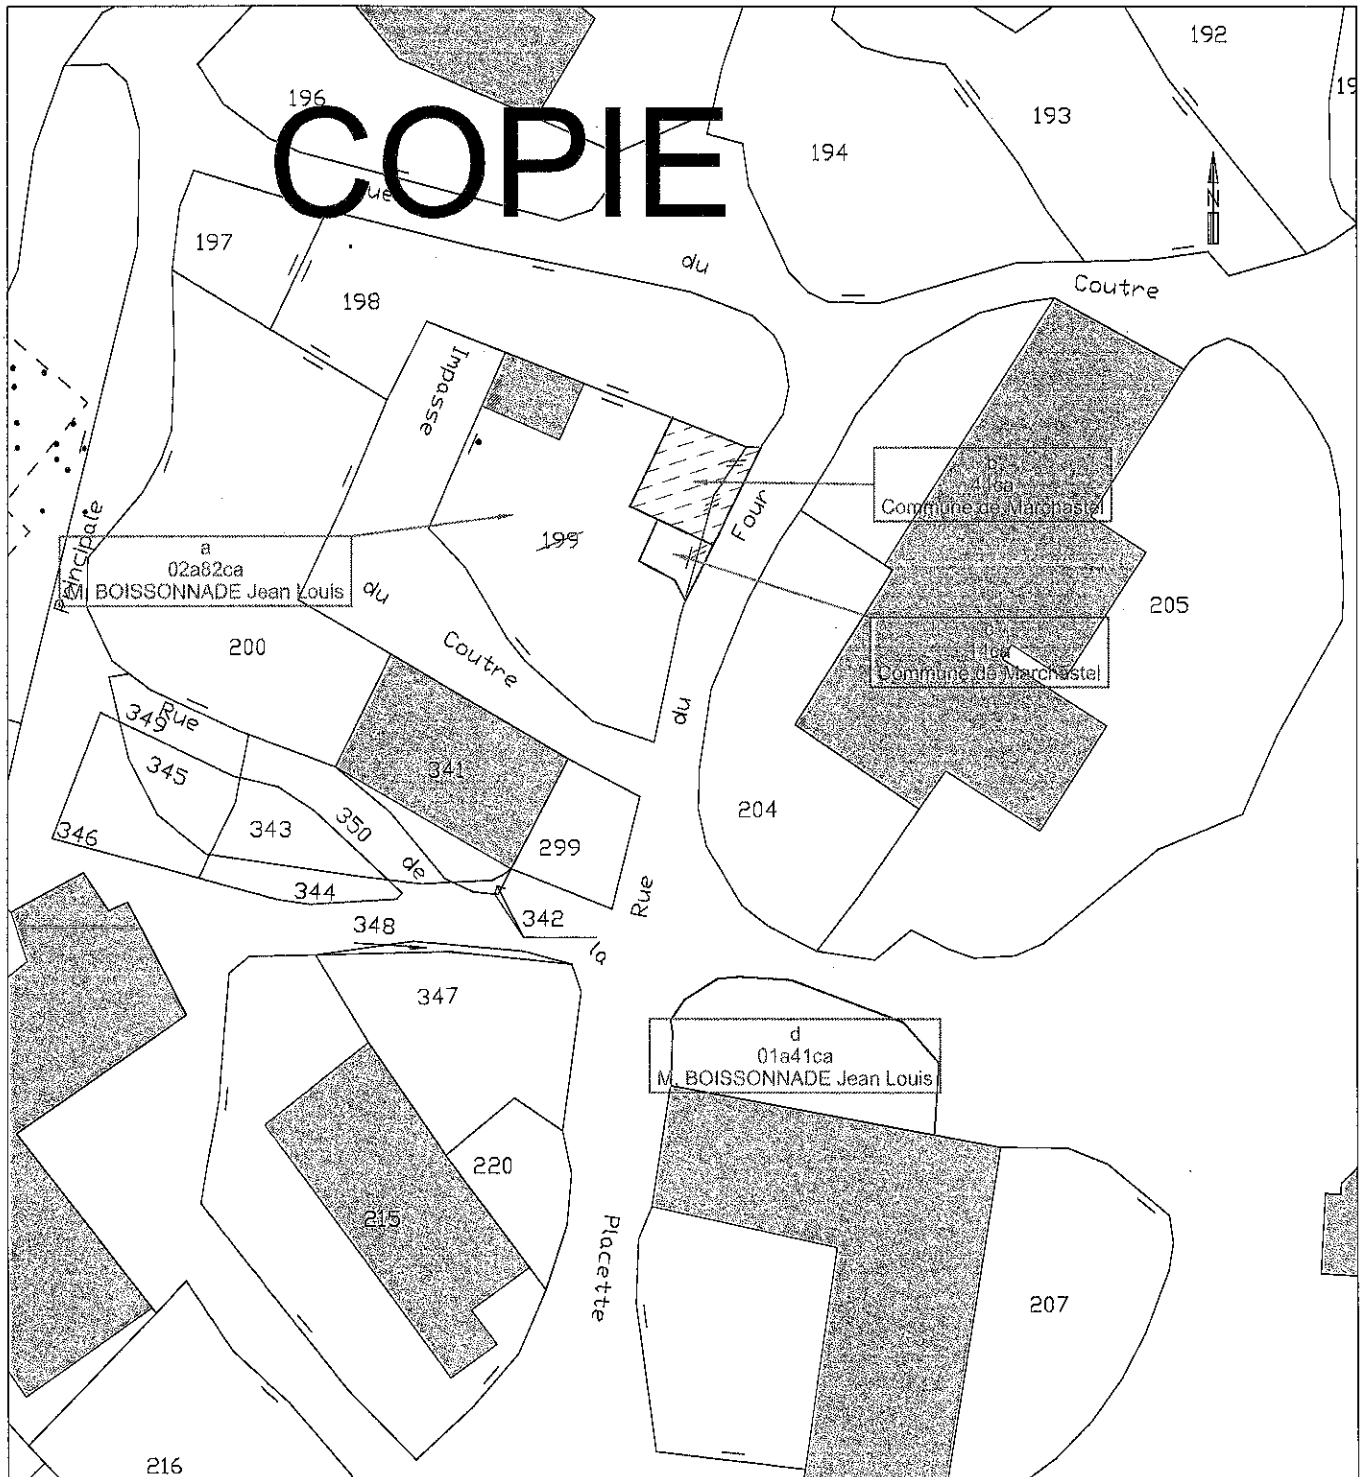 192
19
196
193
194
COPIE
ue
N
197
du
198
Coutre
Impasse
Commune de Marchastel
Four
Principale
199
a
02a82ca
M. BOISSONNADE Jean Louis
du
205
Coutre
200
Commune de Marchastel
du
349
Rue
345
341
204
346
343
350
299
de
344
Rue
342
348
la
347
d
01a41ca
M. BOISSONNADE Jean Louis
220
215
Placette
207
216